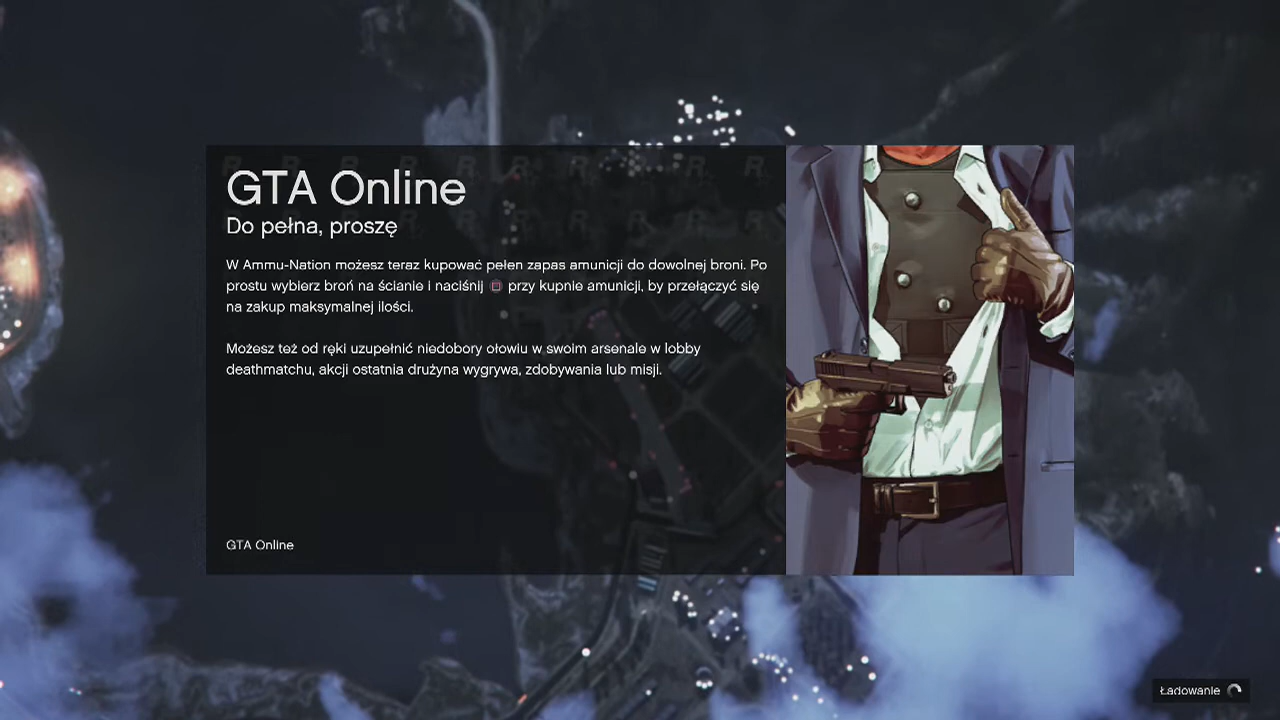 GTA Online
Do pełna, proszę
W Ammu-Nation możesz teraz kupować pełen zapas amunicji do dowolnej broni. Po
prostu wybierz broń na ścianie i naciśnij przy kupnie amunicji, by przełączyć się
na zakup maksymalnej ilości.
Możesz też od ręki uzupełnić niedobory ołowiu w swoim arsenale w lobby
deathmatchu, akcji ostatnia drużyna wygrywa, zdobywania lub misji.
GTA Online
Ładowanie